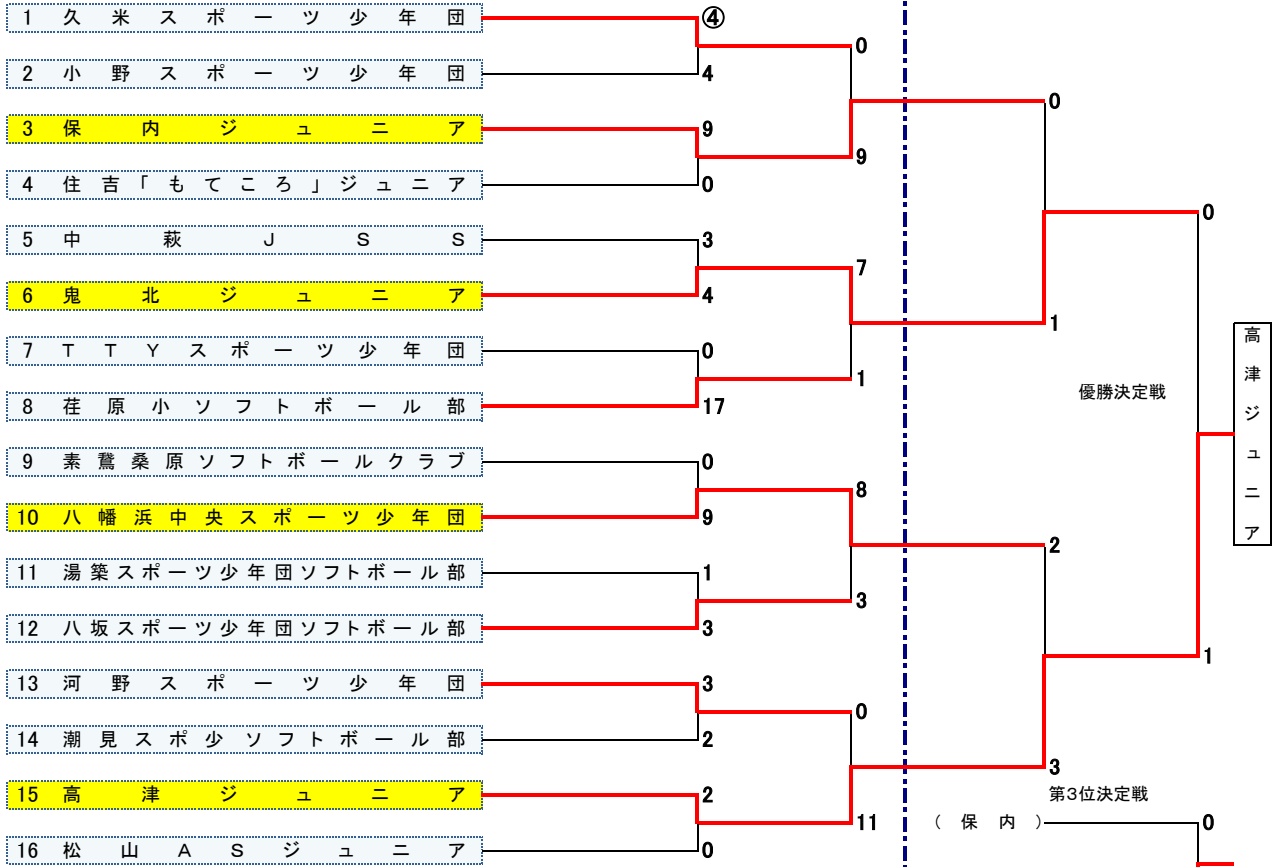 1 久米スポーツ少年団 ④
0
2 小野スポーツ少年団 4
0
3 保内ジュニア 9
9
4 住吉「もてころ」ジュニア 0
0
5 中萩JSS 3
7
6 鬼北ジュニア 4
1
7 TTYスポーツ少年団 0
1
8 荏原小ソフトボール部 17
優勝決定戦
高津ジュニア
9 素鵞桑原ソフトボールクラブ 0
8
10 八幡浜中央スポーツ少年団 9
2
11 湯築スポーツ少年団ソフトボール部 1
3
12 八坂スポーツ少年団ソフトボール部 3
1
13 河野スポーツ少年団 3
0
14 潮見スポ少ソフトボール部 2
3
15 高津ジュニア 2
第3位決定戦
11
(保内) 0
16 松山ASジュニア 0